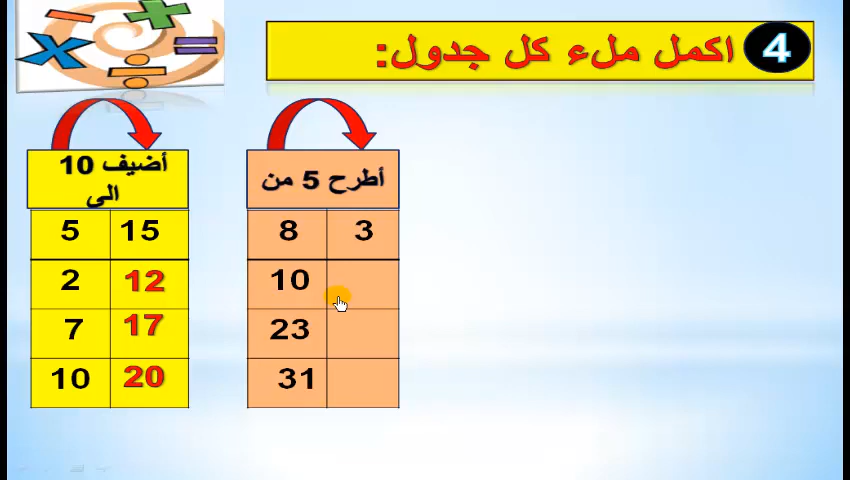 4 اكمل ملء كل جدول:
أضيف 10
الى
5 15
2 12
7 17
10 20
أطرح 5 من
8 3
10
23
31